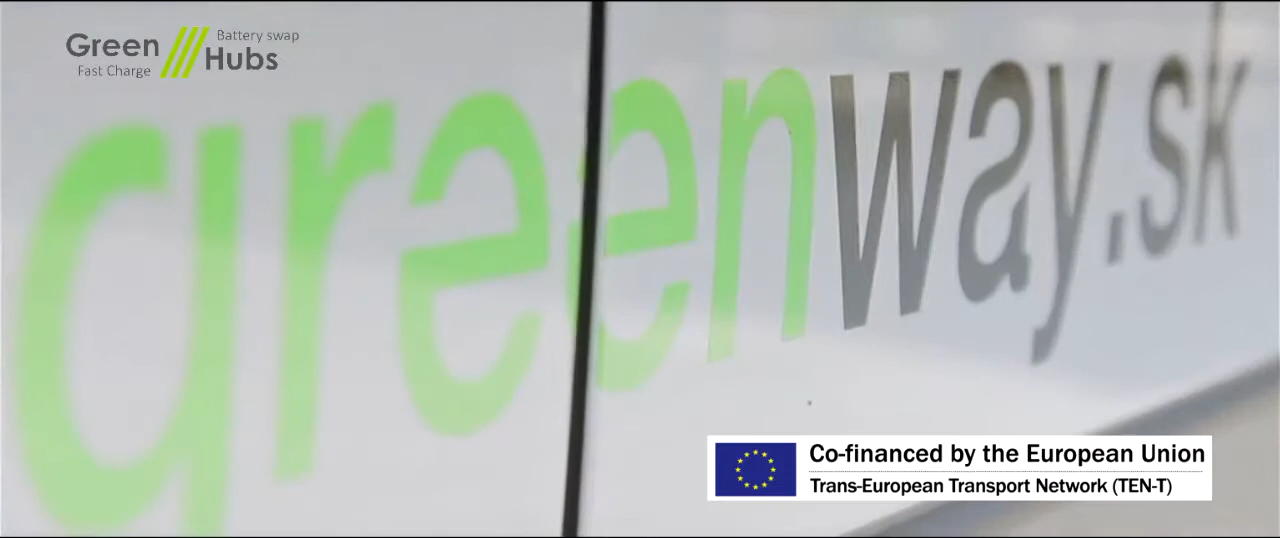 Green Battery swap
Fast Charge Hubs
greenway.sk
Co-financed by the European Union
Trans-European Transport Network (TEN-T)